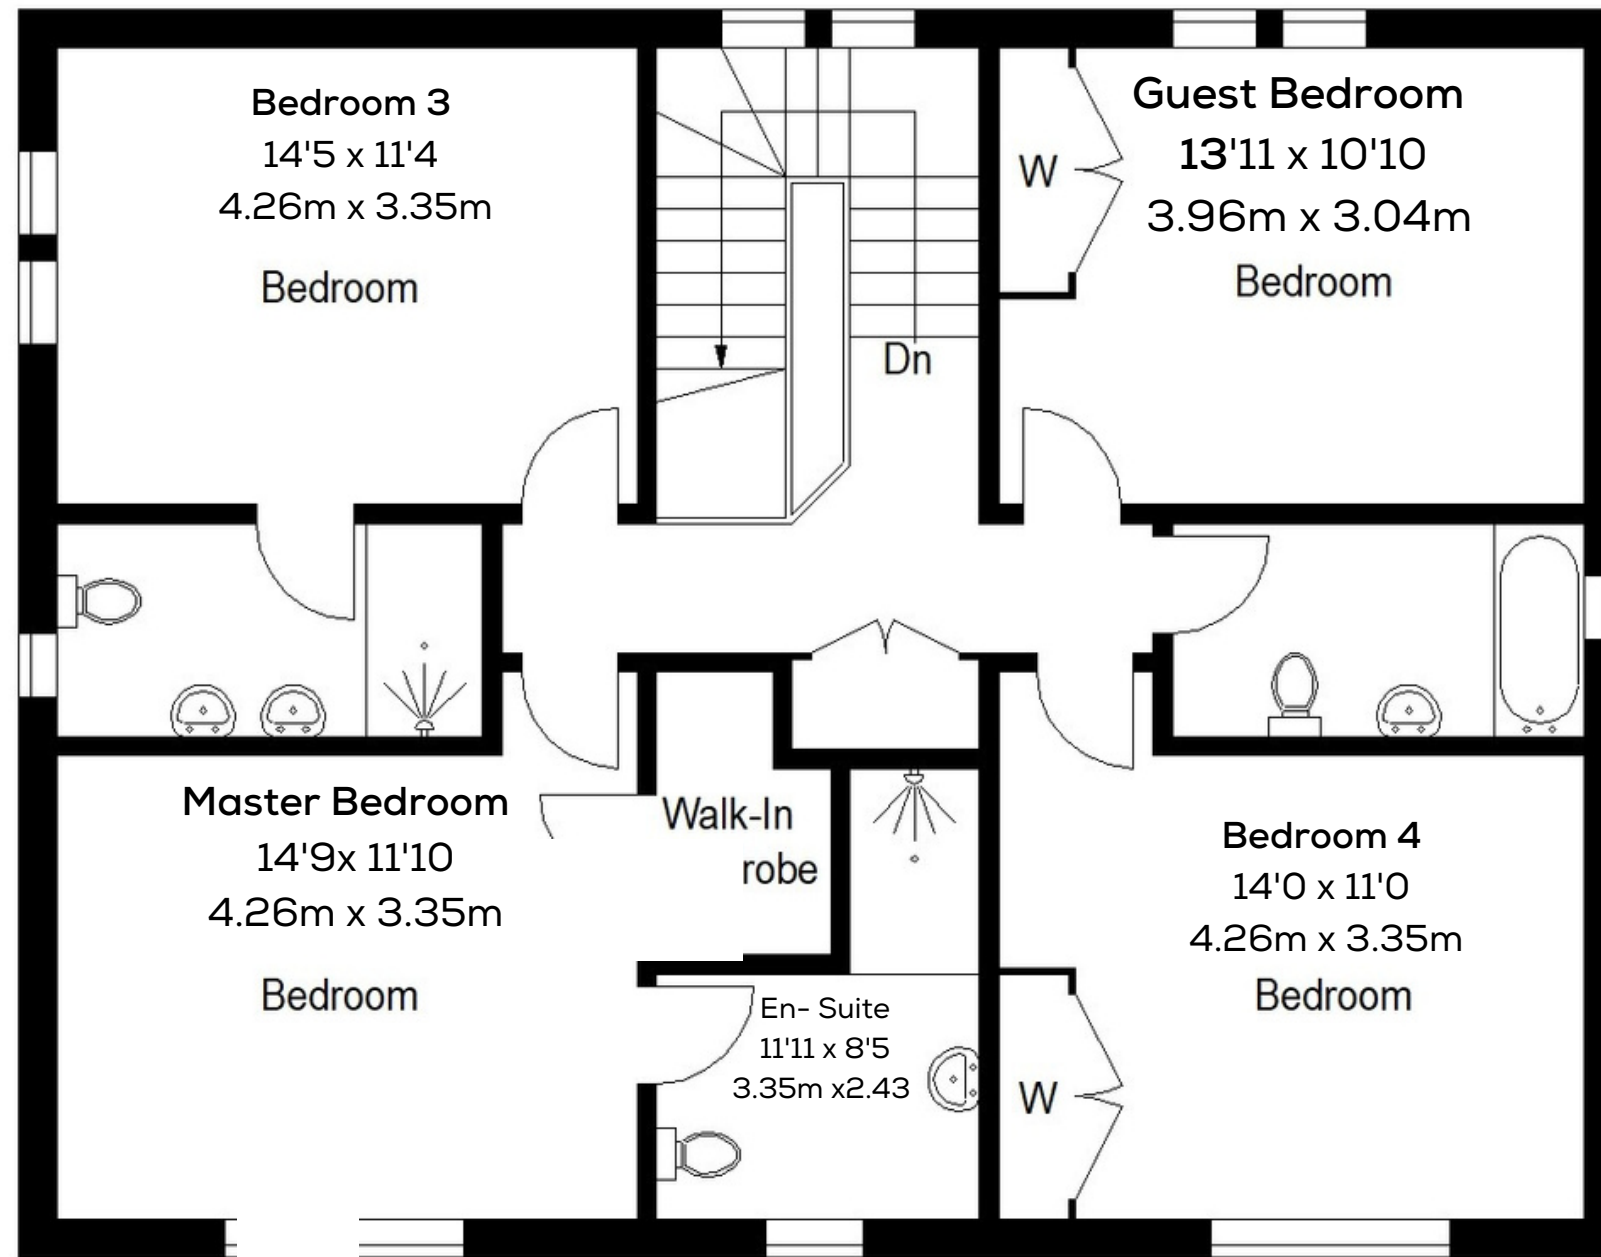 Bedroom 3
14'5 x 11'4
4.26m x 3.35m
Bedroom
Dn
W
Guest Bedroom
13'11 x 10'10
3.96m x 3.04m
Bedroom
Master Bedroom
14'9x 11'10
4.26m x 3.35m
Bedroom
Walk-In
robe
En- Suite
11'11 x 8'5
3.35m x2.43
Bedroom 4
14'0 x 11'0
4.26m x 3.35m
Bedroom
W